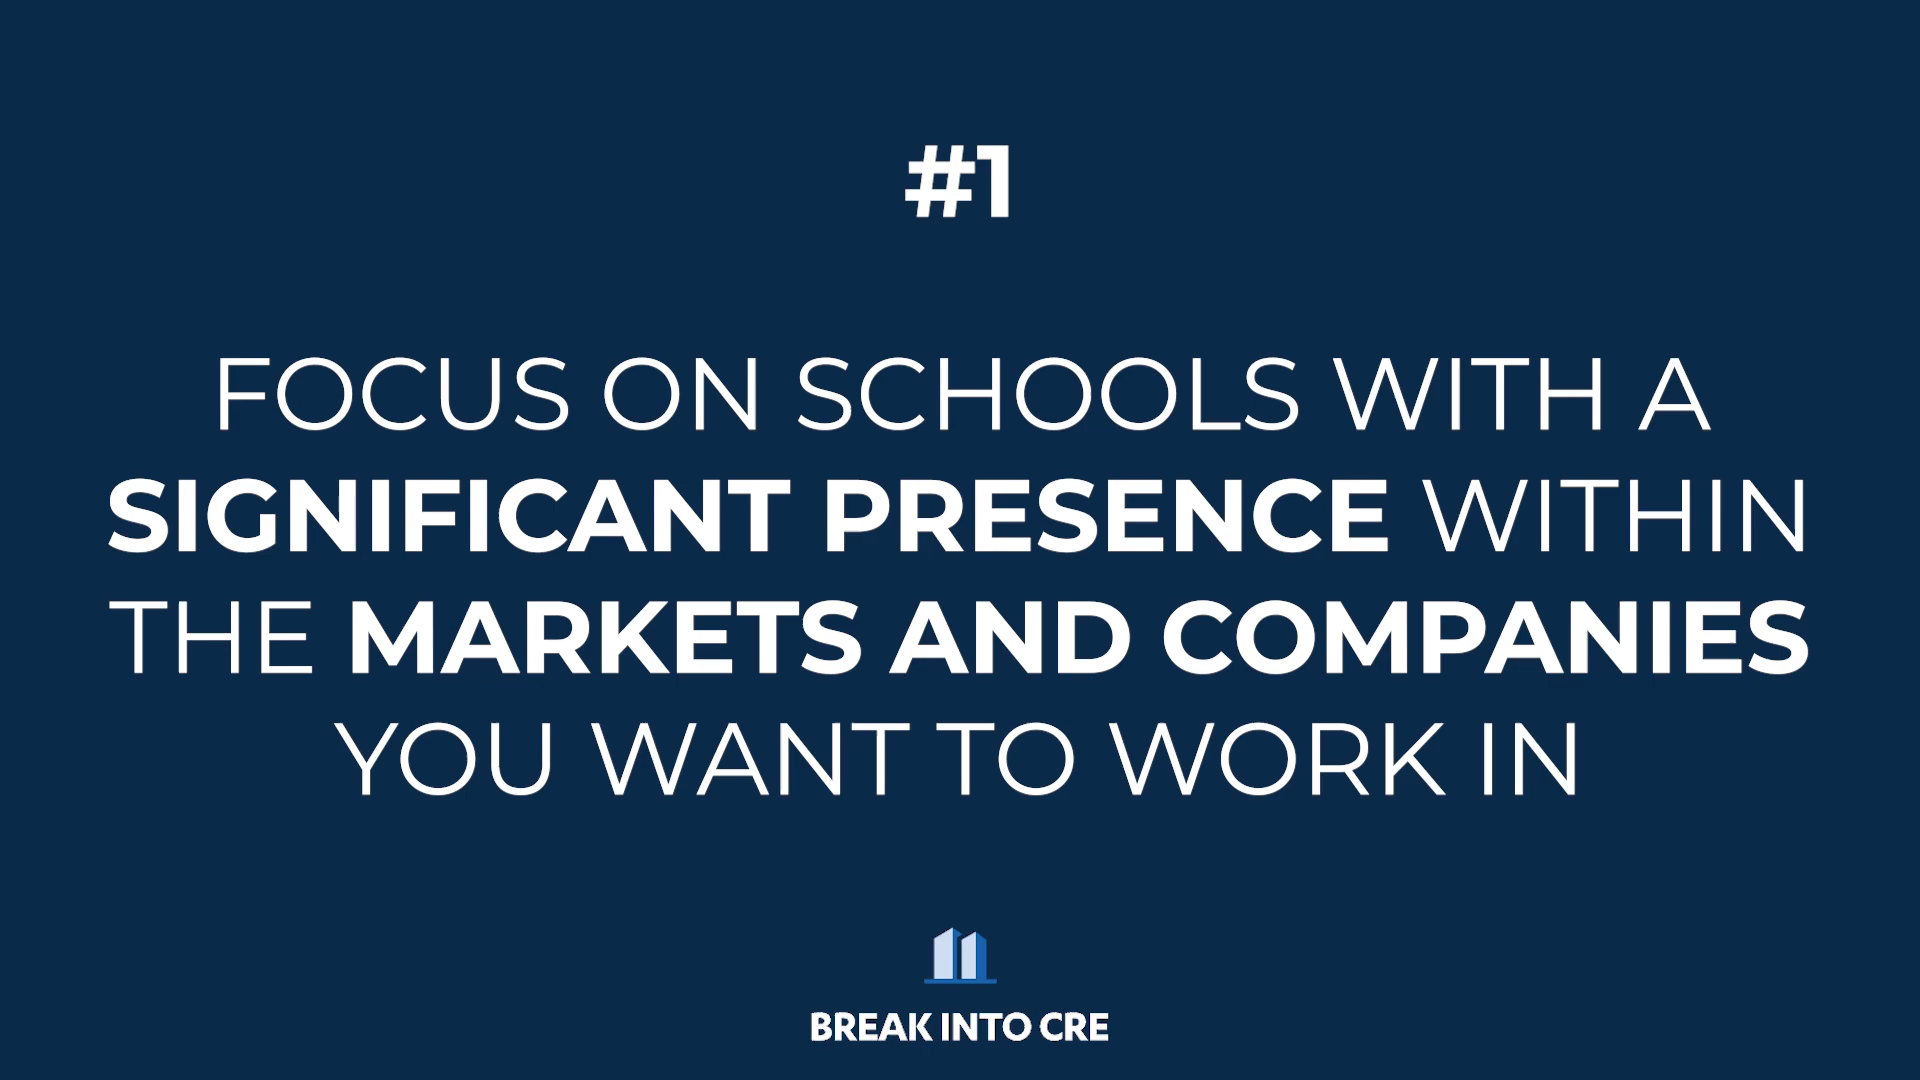 #1
FOCUS ON SCHOOLS WITH A
SIGNIFICANT PRESENCE WITHIN
THE MARKETS AND COMPANIES
YOU WANT TO WORK IN
BREAK INTO CRE